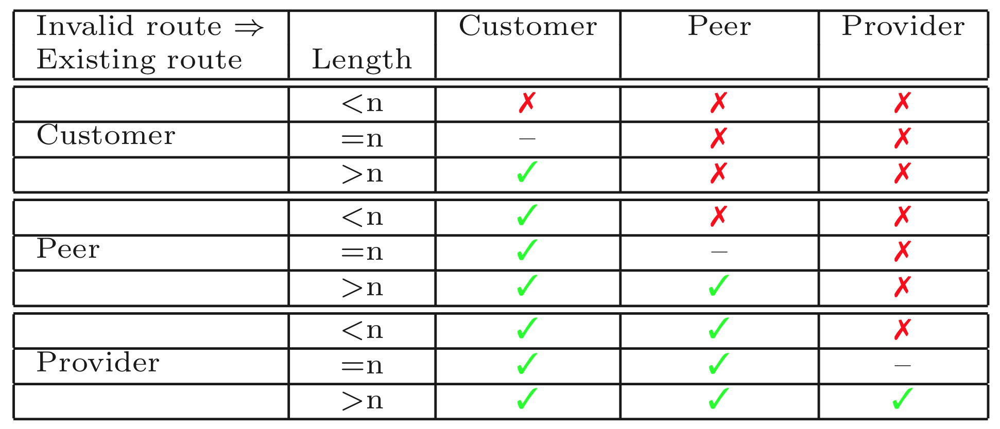 Invalid route ⇒ Customer Peer Provider
Existing route Length
<n ✗ ✗ ✗
Customer =n – ✗ ✗
>n ✓ ✗ ✗
<n ✓ ✗ ✗
Peer =n ✓ – ✗
>n ✓ ✓ ✗
<n ✓ ✓ ✗
Provider =n ✓ ✓ –
>n ✓ ✓ ✓